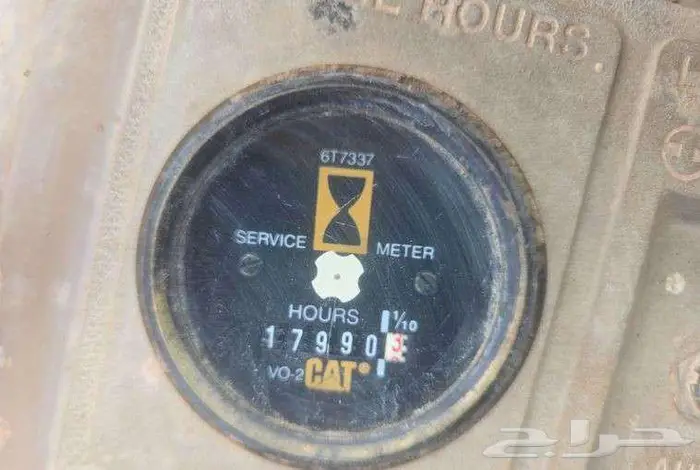 HOURS.
6T7337
SERVICE METER
HOURS 1/10
17990
VO-2 CAT®
حراج